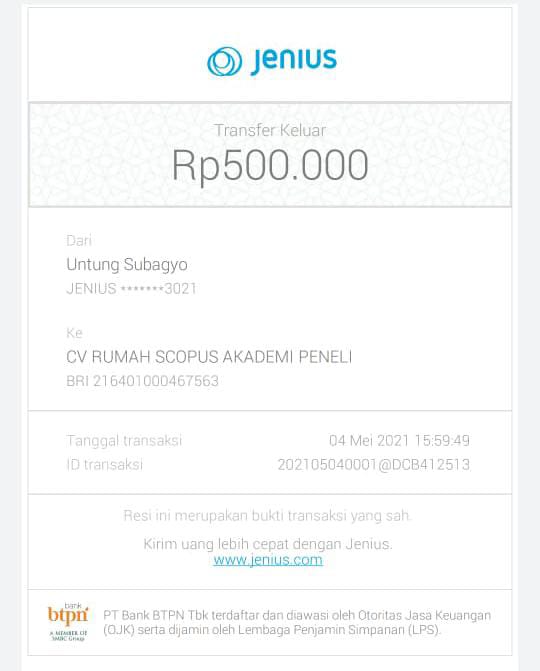 jenius
Transfer Keluar
Rp500.000
Dari
Untung Subagyo
JENIUS *******3021
Ke
CV RUMAH SCOPUS AKADEMI PENELI
BRI 216401000467563
Tanggal transaksi 04 Mei 2021 15:59:49
ID transaksi 202105040001@DCB412513
Resi ini merupakan bukti transaksi yang sah.
Kirim uang lebih cepat dengan Jenius.
www.jenius.com
bank
btpn
A MEMBER OF
SMBC Group
PT Bank BTPN Tbk terdaftar dan diawasi oleh Otoritas Jasa Keuangan
(OJK) serta dijamin oleh Lembaga Penjamin Simpanan (LPS).